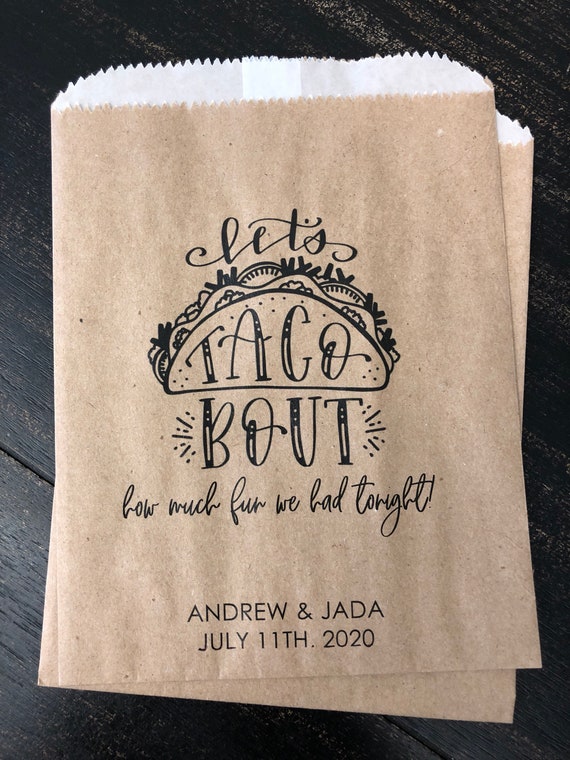 let's
TACO
BOUT
how much fun we had tonight!
ANDREW & JADA
JULY 11TH. 2020